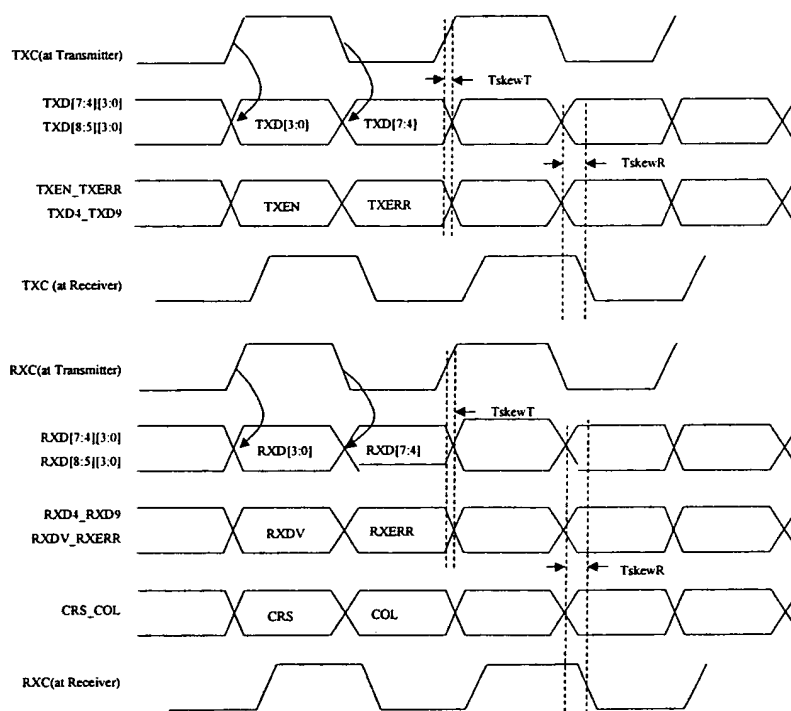 TXC(at Transmitter)
TskewT
TXD[7:4][3:0]
TXD[8:5][3:0]
TXD[3:0]
TXD[7:4]
TskewR
TXEN_TXERR
TXD4_TXD9
TXEN
TXERR
TXC (at Receiver)
RXC(at Transmitter)
TskewT
RXD[7:4][3:0]
RXD[8:5][3:0]
RXD[3:0]
RXD[7:4]
RXD4_RXD9
RXDV_RXERR
RXDV
RXERR
TskewR
CRS_COL
CRS
COL
RXC(at Receiver)